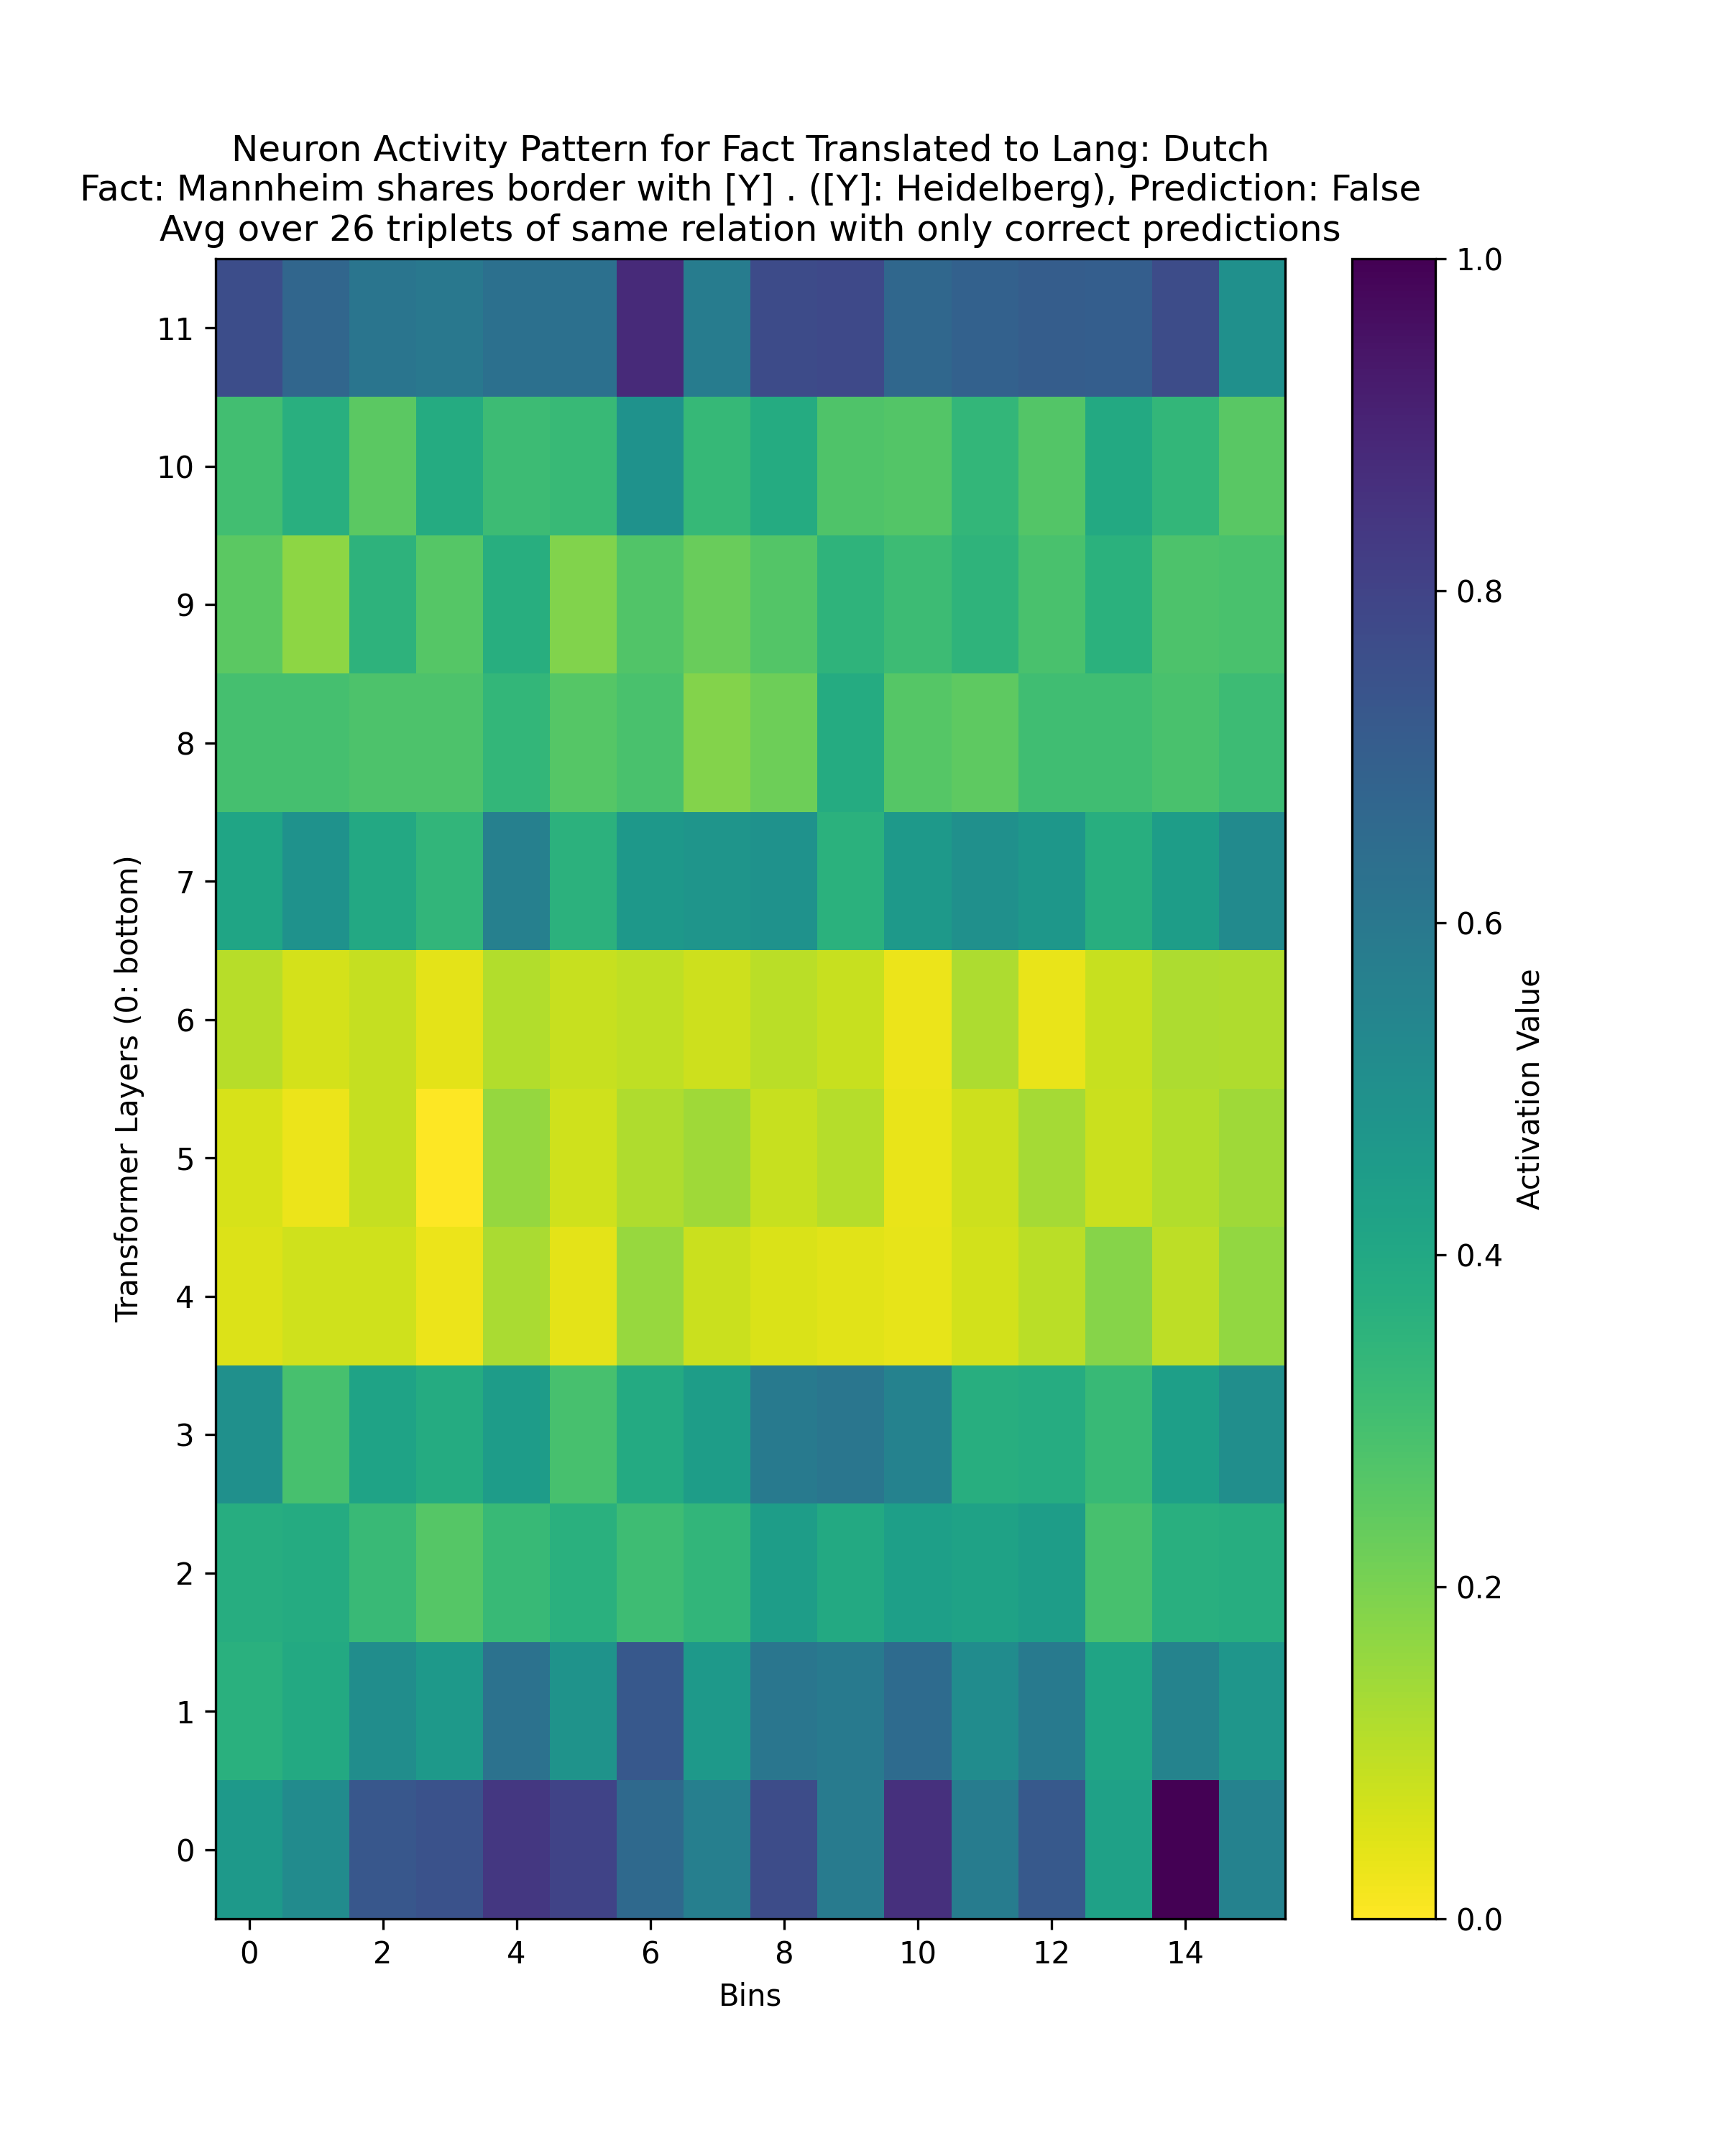 Neuron Activity Pattern for Fact Translated to Lang: Dutch
Fact: Mannheim shares border with [Y] . ([Y]: Heidelberg), Prediction: False
Avg over 26 triplets of same relation with only correct predictions
Transformer Layers (0: bottom)
11
10
9
8
7
6
5
4
3
2
1
0
0 2 4 6 8 10 12 14
Bins
1.0
0.8
0.6
0.4
0.2
0.0
Activation Value